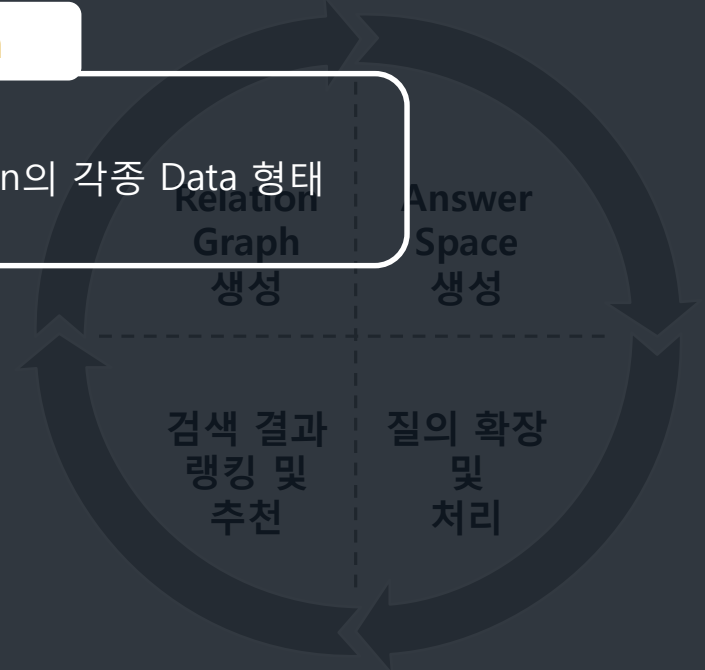 n의 각종 Data 형태
Relation
Graph
생성
Answer
Space
생성
검색 결과
랭킹 및
추천
질의 확장
및
처리